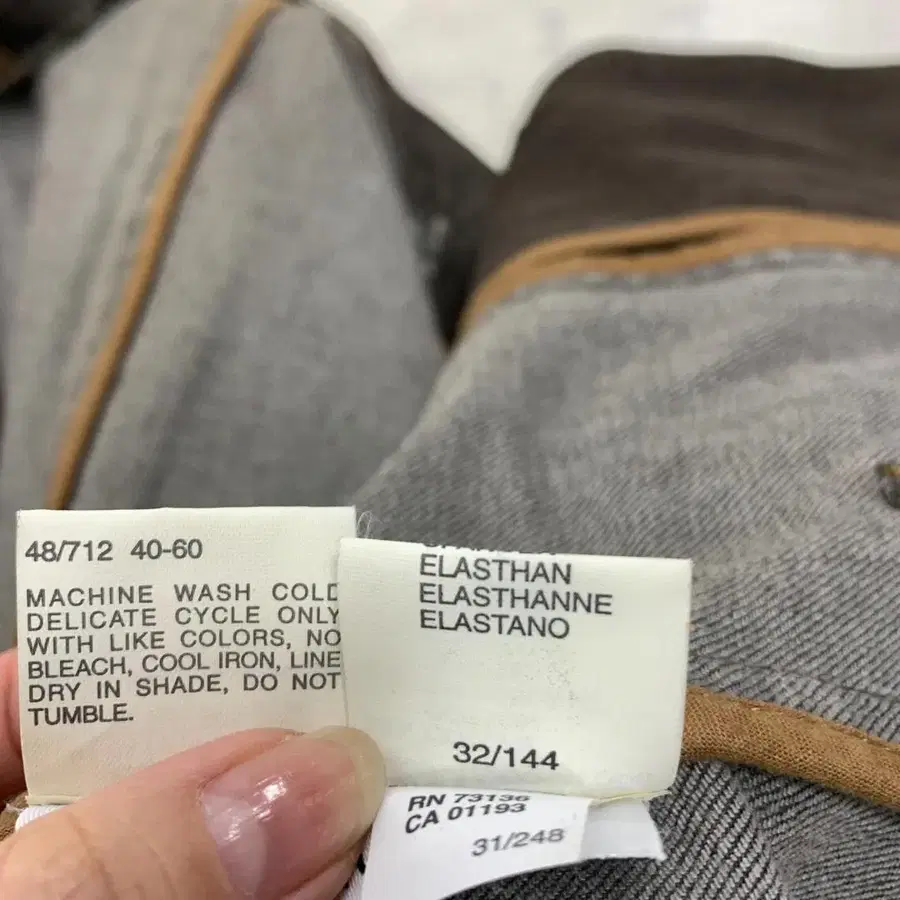 48/712 40-60
MACHINE WASH COLD
DELICATE CYCLE ONLY
WITH LIKE COLORS, NO
BLEACH, COOL IRON, LINE
DRY IN SHADE, DO NOT
TUMBLE.
ELASTHAN
ELASTHANNE
ELASTANO
32/144
RN 73136
CA 01193
31/248